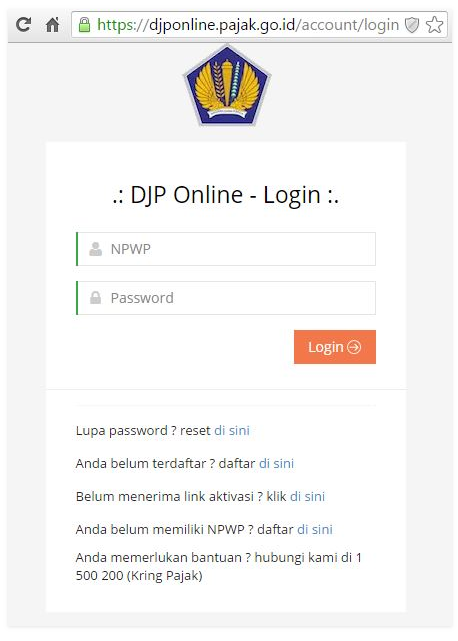 https://djponline.pajak.go.id/account/login
.: DJP Online - Login :.
NPWP
Password
Login
Lupa password ? reset di sini
Anda belum terdaftar ? daftar di sini
Belum menerima link aktivasi ? klik di sini
Anda belum memiliki NPWP ? daftar di sini
Anda memerlukan bantuan ? hubungi kami di 1
500 200 (Kring Pajak)